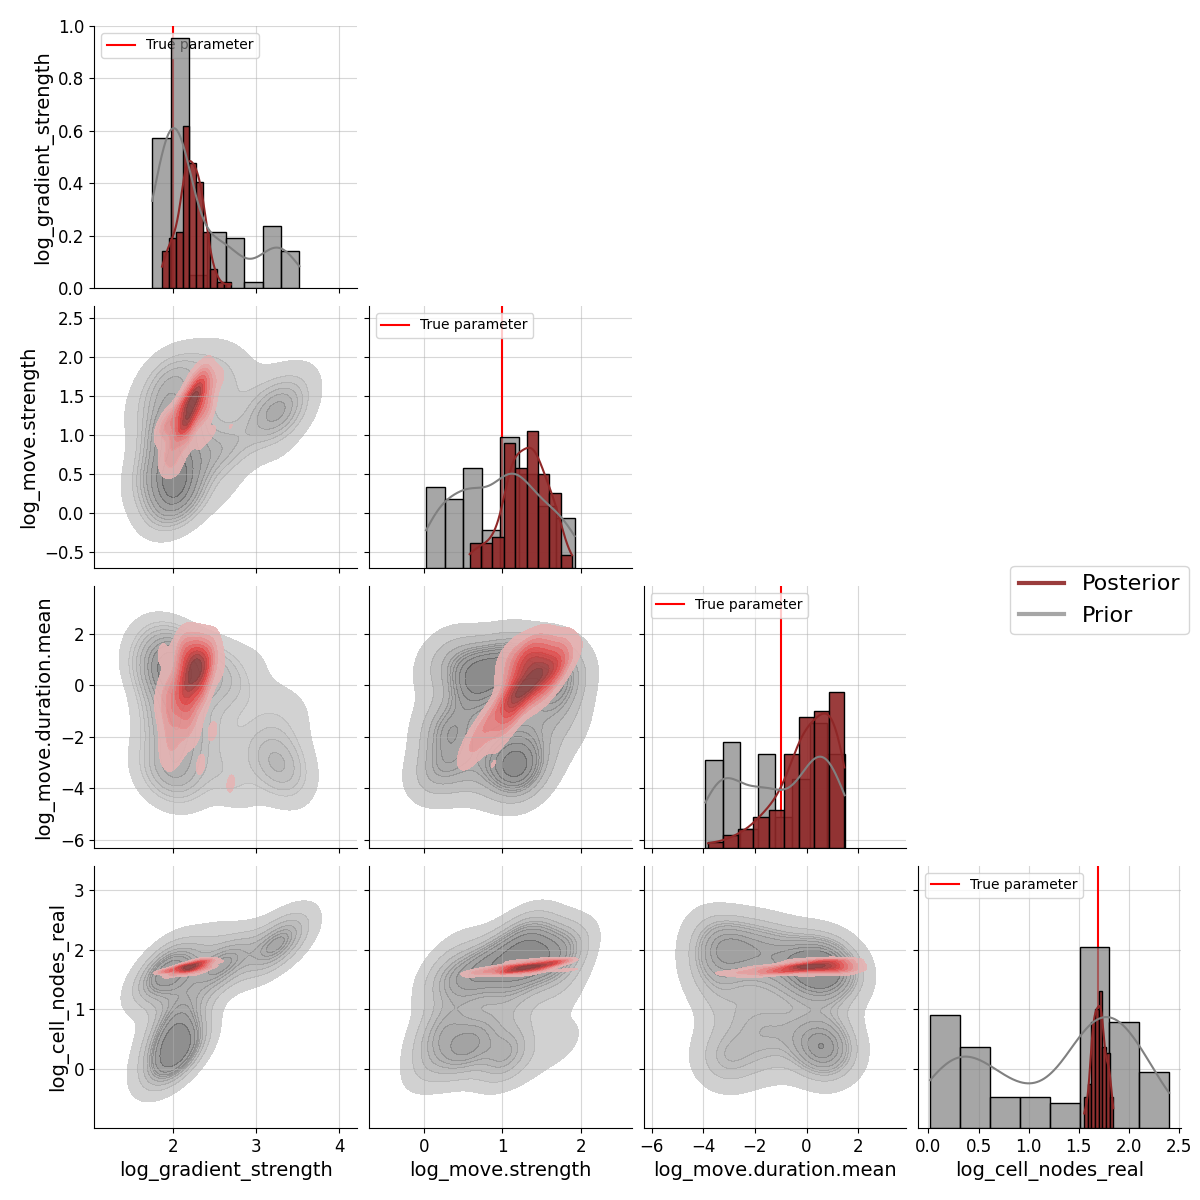 log_gradient_strength
1.0
0.8
0.6
0.4
0.2
0.0
True parameter
log_move.strength
2.5
2.0
1.5
1.0
0.5
0.0
−0.5
True parameter
log_move.duration.mean
2
0
−2
−4
−6
True parameter
Posterior
Prior
log_cell_nodes_real
3
2
1
0
True parameter
2 3 4
0 1 2
−6 −4 −2 0 2
0.0 0.5 1.0 1.5 2.0 2.5
log_gradient_strength
log_move.strength
log_move.duration.mean
log_cell_nodes_real